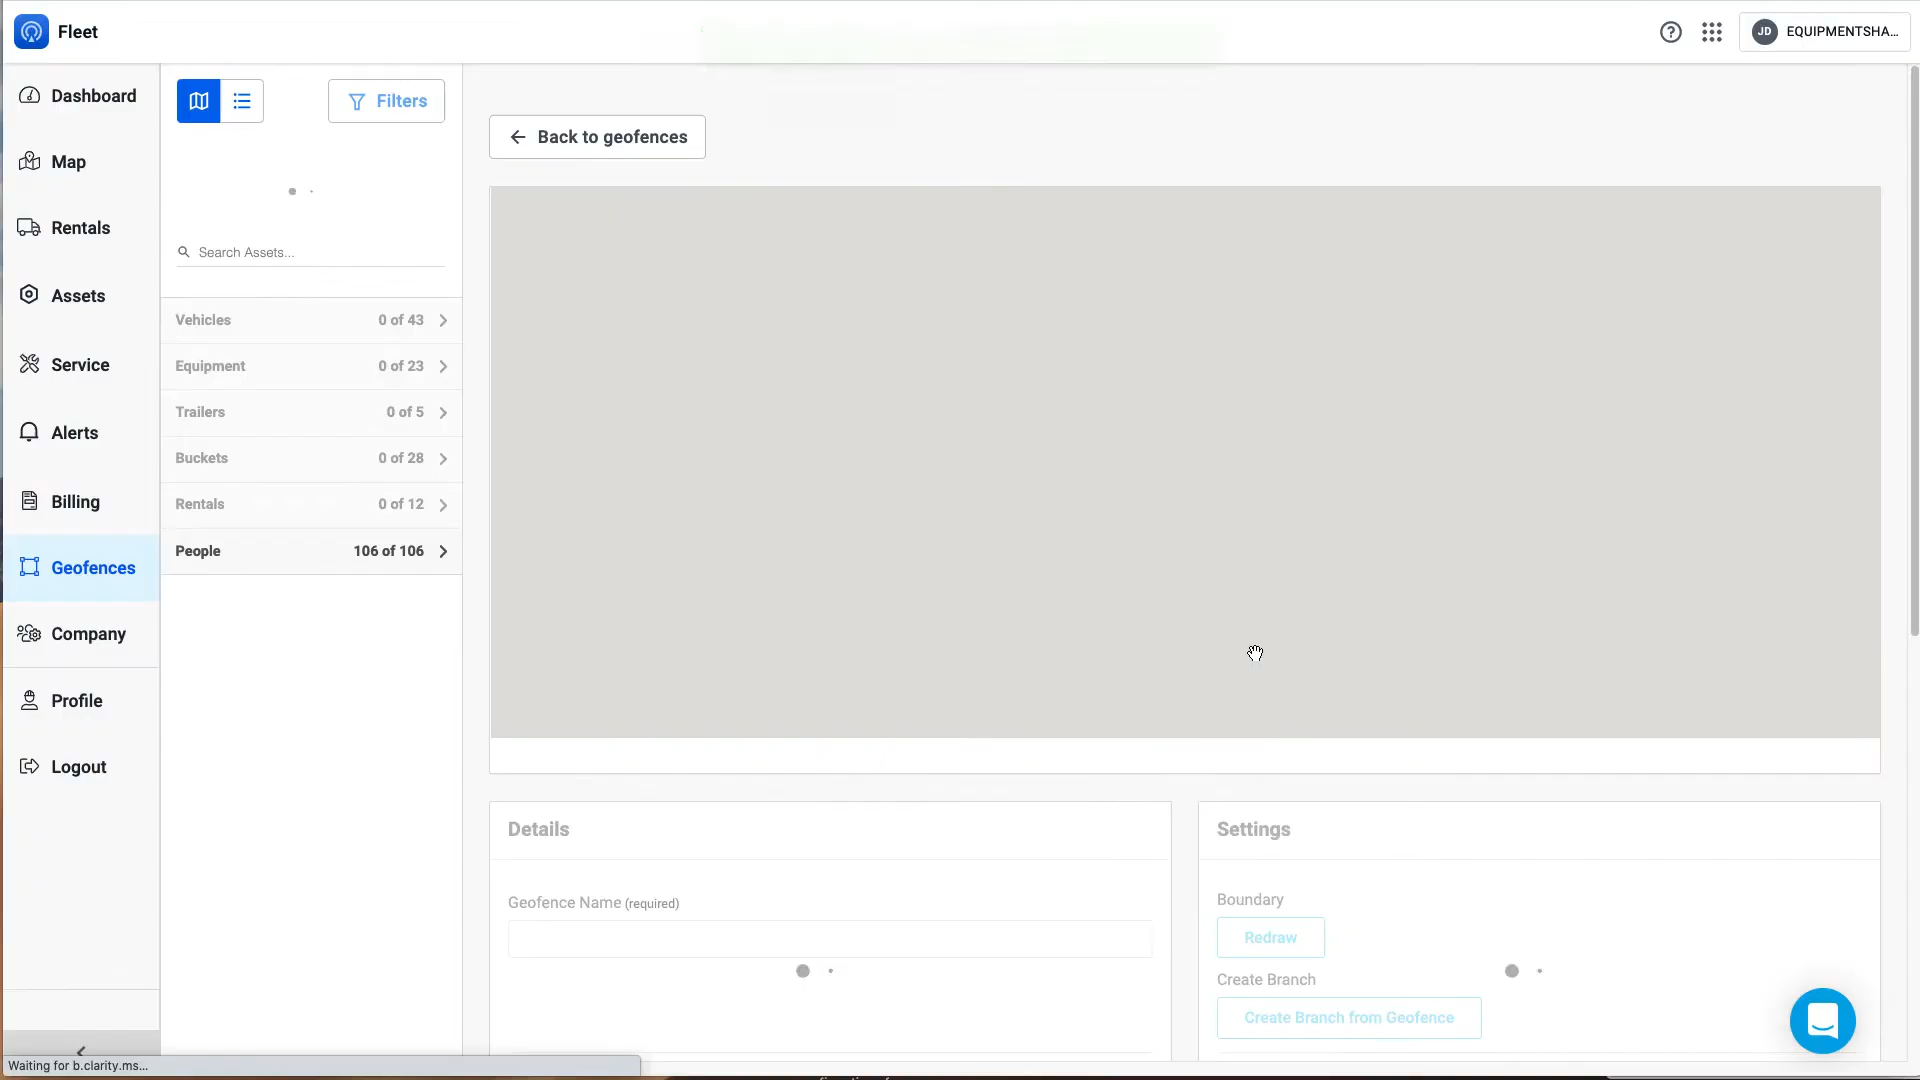 Fleet
JD EQUIPMENTSHA...
Dashboard
Map
Rentals
Assets
Service
Alerts
Billing
Geofences
Company
Profile
Logout
Filters
Search Assets...
Vehicles 0 of 43
Equipment 0 of 23
Trailers 0 of 5
Buckets 0 of 28
Rentals 0 of 12
People 106 of 106
Back to geofences
Details
Geofence Name (required)
Settings
Boundary
Redraw
Create Branch
Create Branch from Geofence
Waiting for b.clarity.ms...